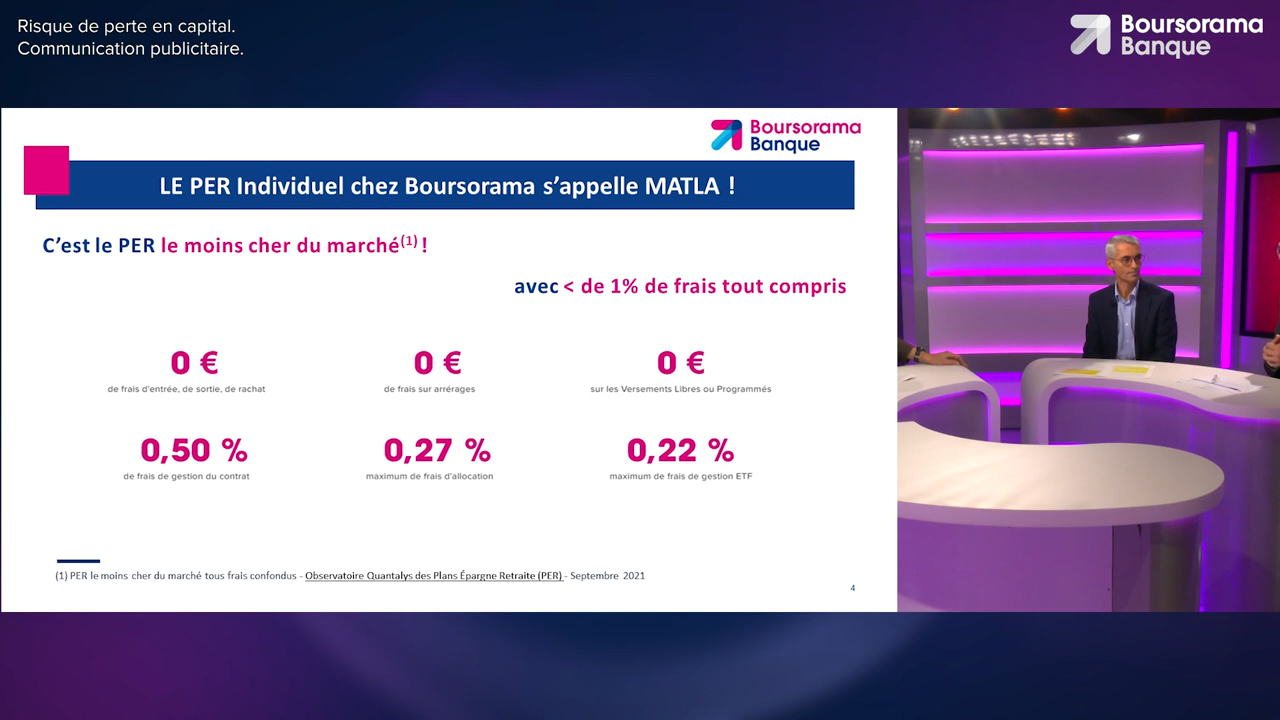 Risque de perte en capital.
Communication publicitaire.
Boursorama
Banque
Boursorama
Banque
LE PER Individuel chez Boursorama s'appelle MATLA !
C'est le PER le moins cher du marché(1) !
avec < de 1% de frais tout compris
0 €
de frais d'entrée, de sortie, de rachat
0 €
de frais sur arrérages
0 €
sur les Versements Libres ou Programmés
0,50 %
de frais de gestion du contrat
0,27 %
maximum de frais d'allocation
0,22 %
maximum de frais de gestion ETF
(1) PER le moins cher du marché tous frais confondus - Observatoire Quantalys des Plans Épargne Retraite (PER) - Septembre 2021
4